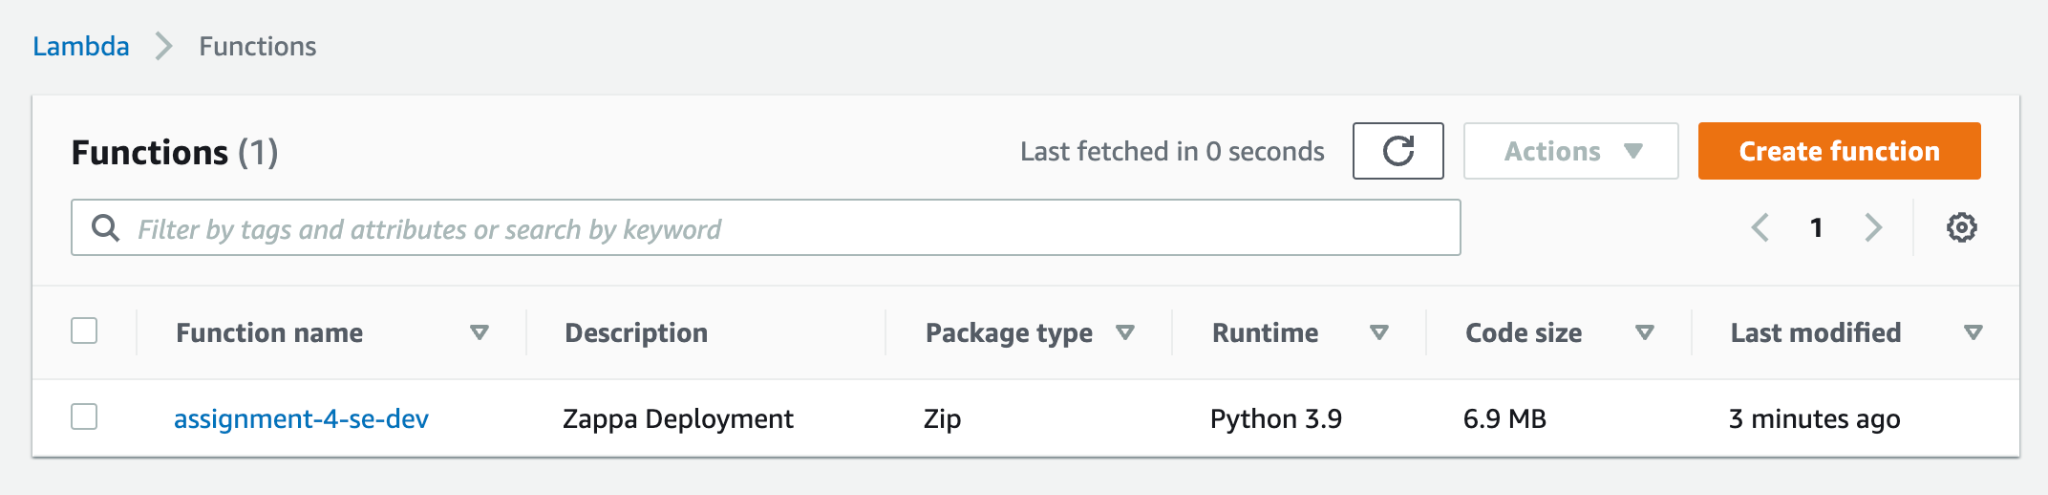 Lambda Functions
Functions (1) Last fetched in 0 seconds Actions Create function
Filter by tags and attributes or search by keyword 1
Function name Description Package type Runtime Code size Last modified
assignment-4-se-dev Zappa Deployment Zip Python 3.9 6.9 MB 3 minutes ago